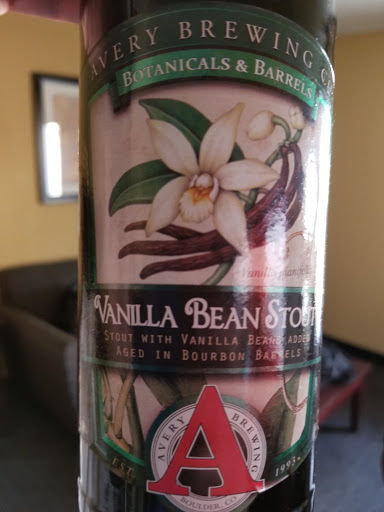 AVERY BREWING C
BOTANICALS & BARRELS
VANILLA BEAN STOUT
STOUT WITH VANILLA BEANS ADDED
AGED IN BOURBON BARRELS
AVERY BREWING
A
EST. 1993
BOULDER, CO